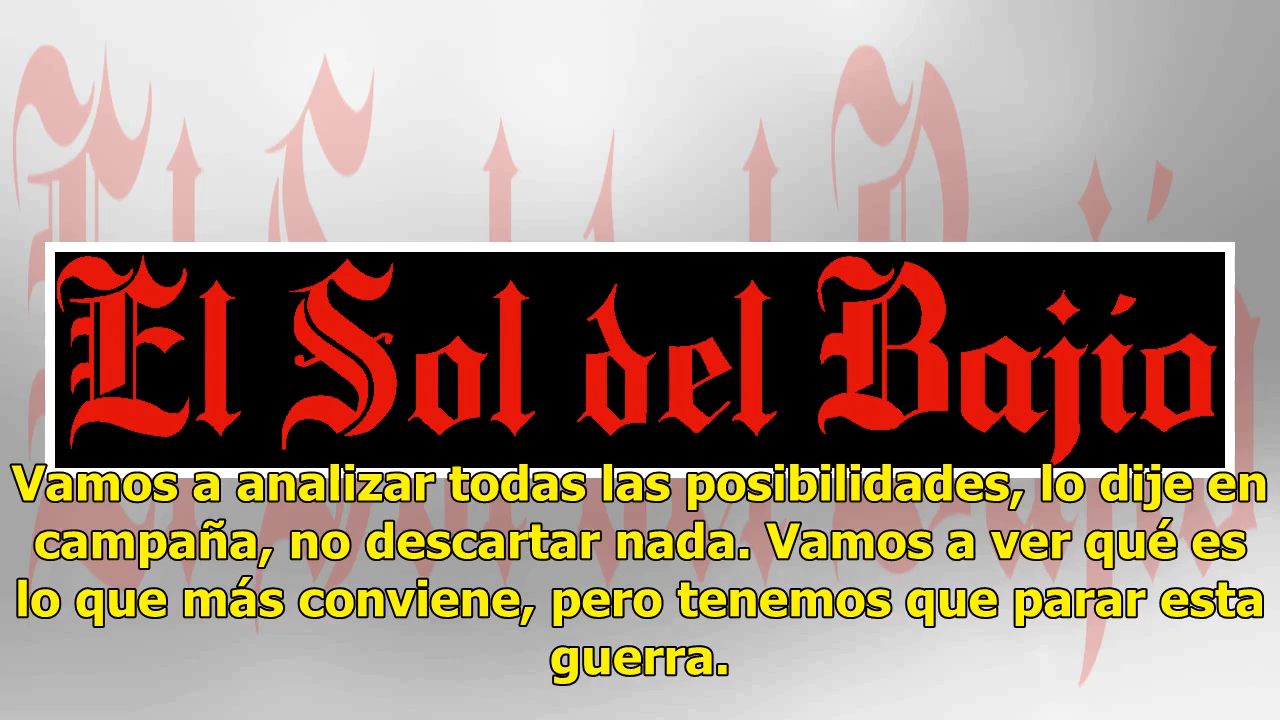 El Sol del Bajío
Vamos a analizar todas las posibilidades, lo dije en
campaña, no descartar nada. Vamos a ver qué es
lo que más conviene, pero tenemos que parar esta
guerra.